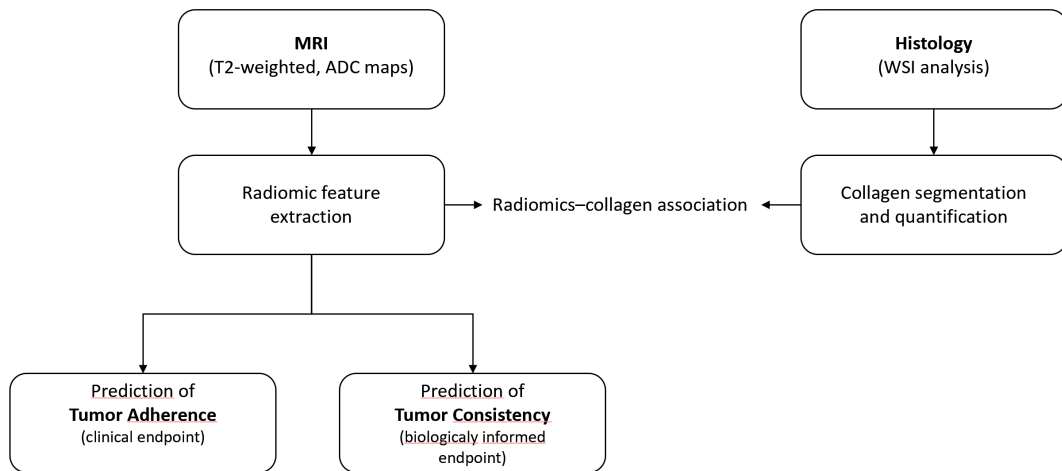 MRI
(T2-weighted, ADC maps)
Histology
(WSI analysis)
Radiomic feature
extraction
Radiomics–collagen association
Collagen segmentation
and quantification
Prediction of
Tumor Adherence
(clinical endpoint)
Prediction of
Tumor Consistency
(biologicaly informed
endpoint)